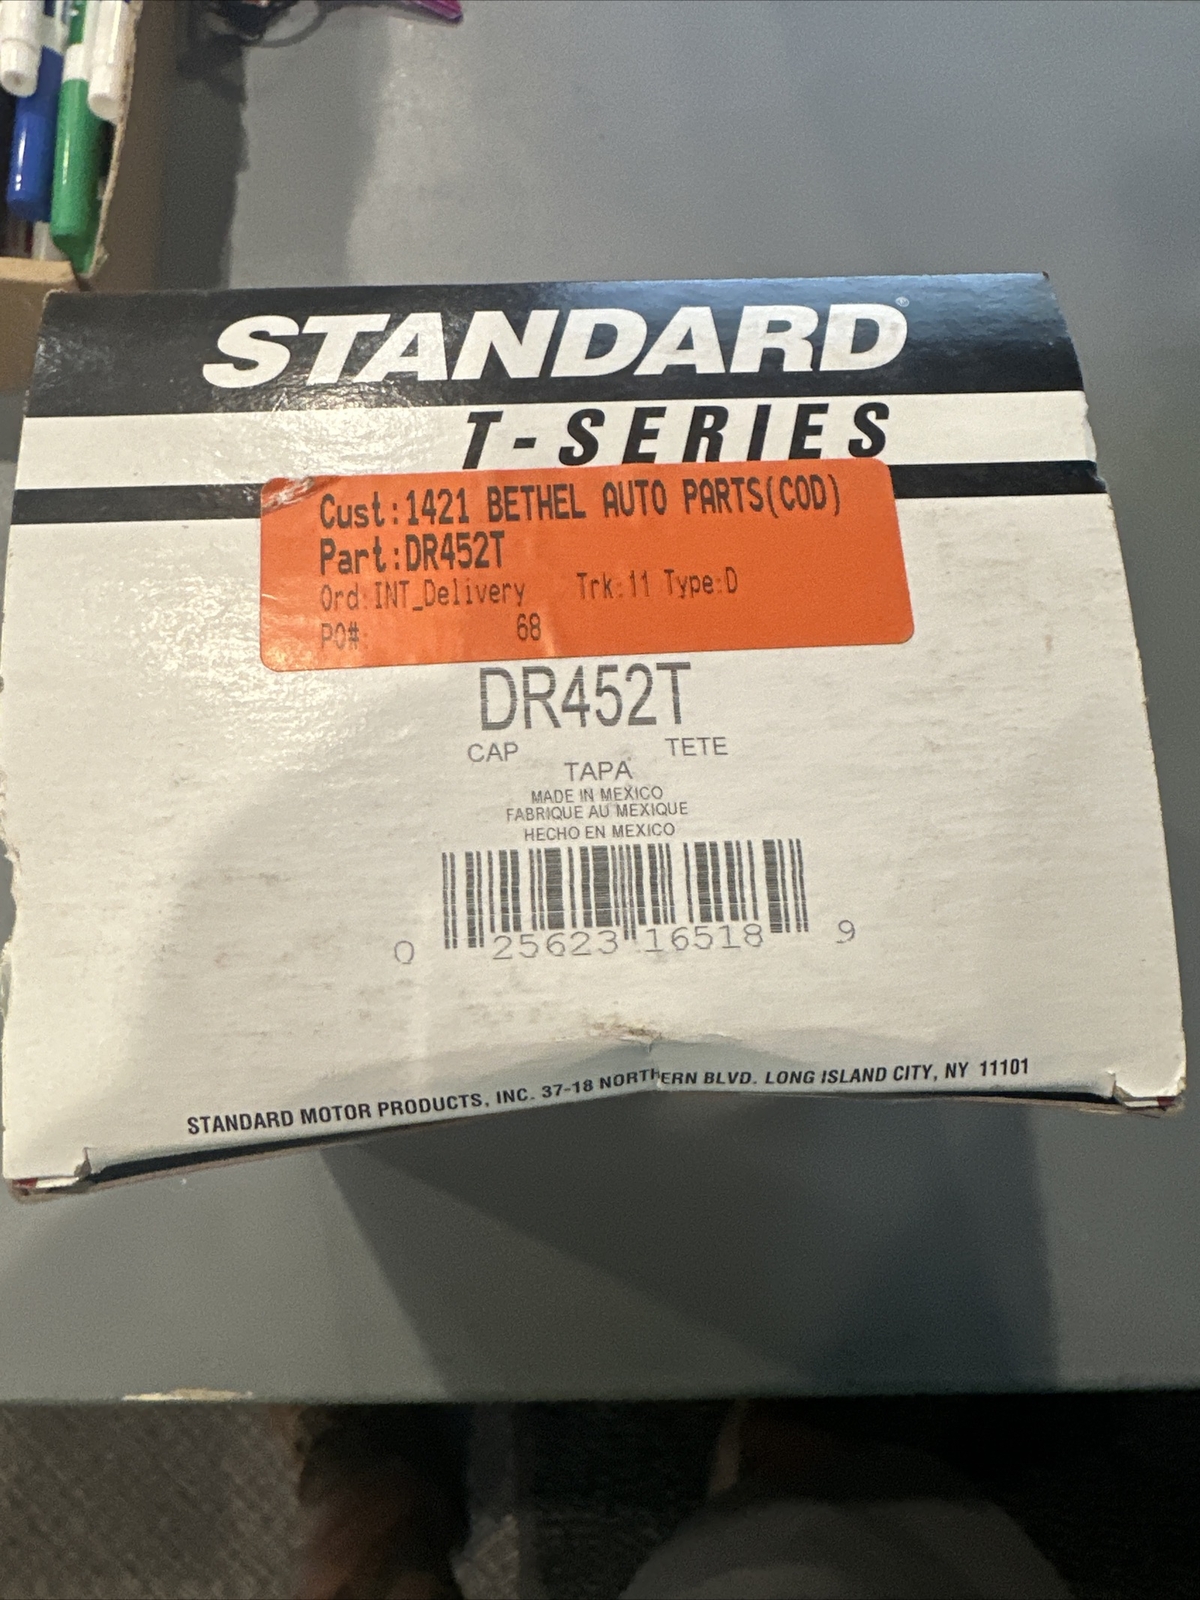 STANDARD®
T-SERIES
Cust:1421 BETHEL AUTO PARTS(COD)
Part:DR452T
Ord:INT_Delivery Trk:11 Type:D
PO#: 68
DR452T
CAP TETE
TAPA
MADE IN MEXICO
FABRIQUE AU MEXIQUE
HECHO EN MEXICO
0 25623 16518 9
STANDARD MOTOR PRODUCTS, INC. 37-18 NORTHERN BLVD. LONG ISLAND CITY, NY 11101